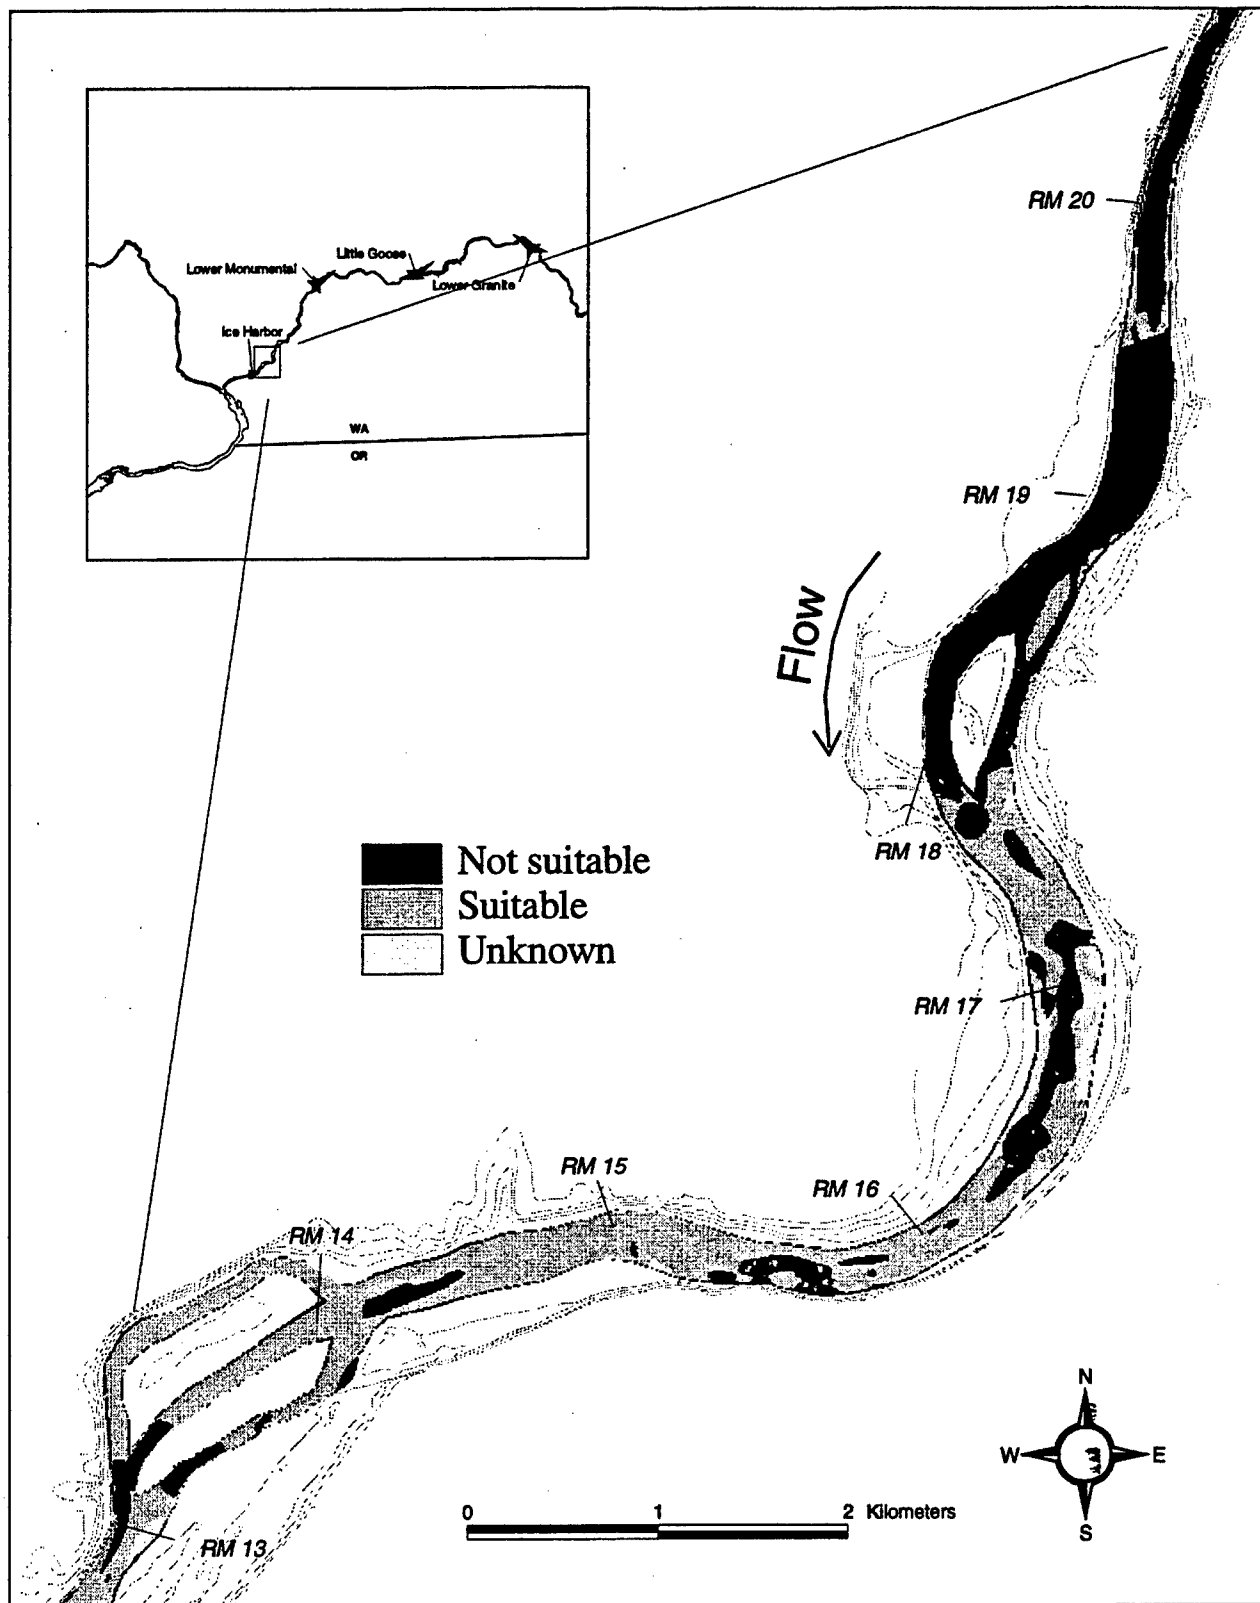 RM 20
Little Goose
Lower Monumental
Lower Granite
Ice Harbor
WA
OR
RM 19
Flow
RM 18
Not suitable
Suitable
Unknown
RM 17
RM 15
RM 16
RM 14
N
W E
S
0 1 2 Kilometers
RM 13